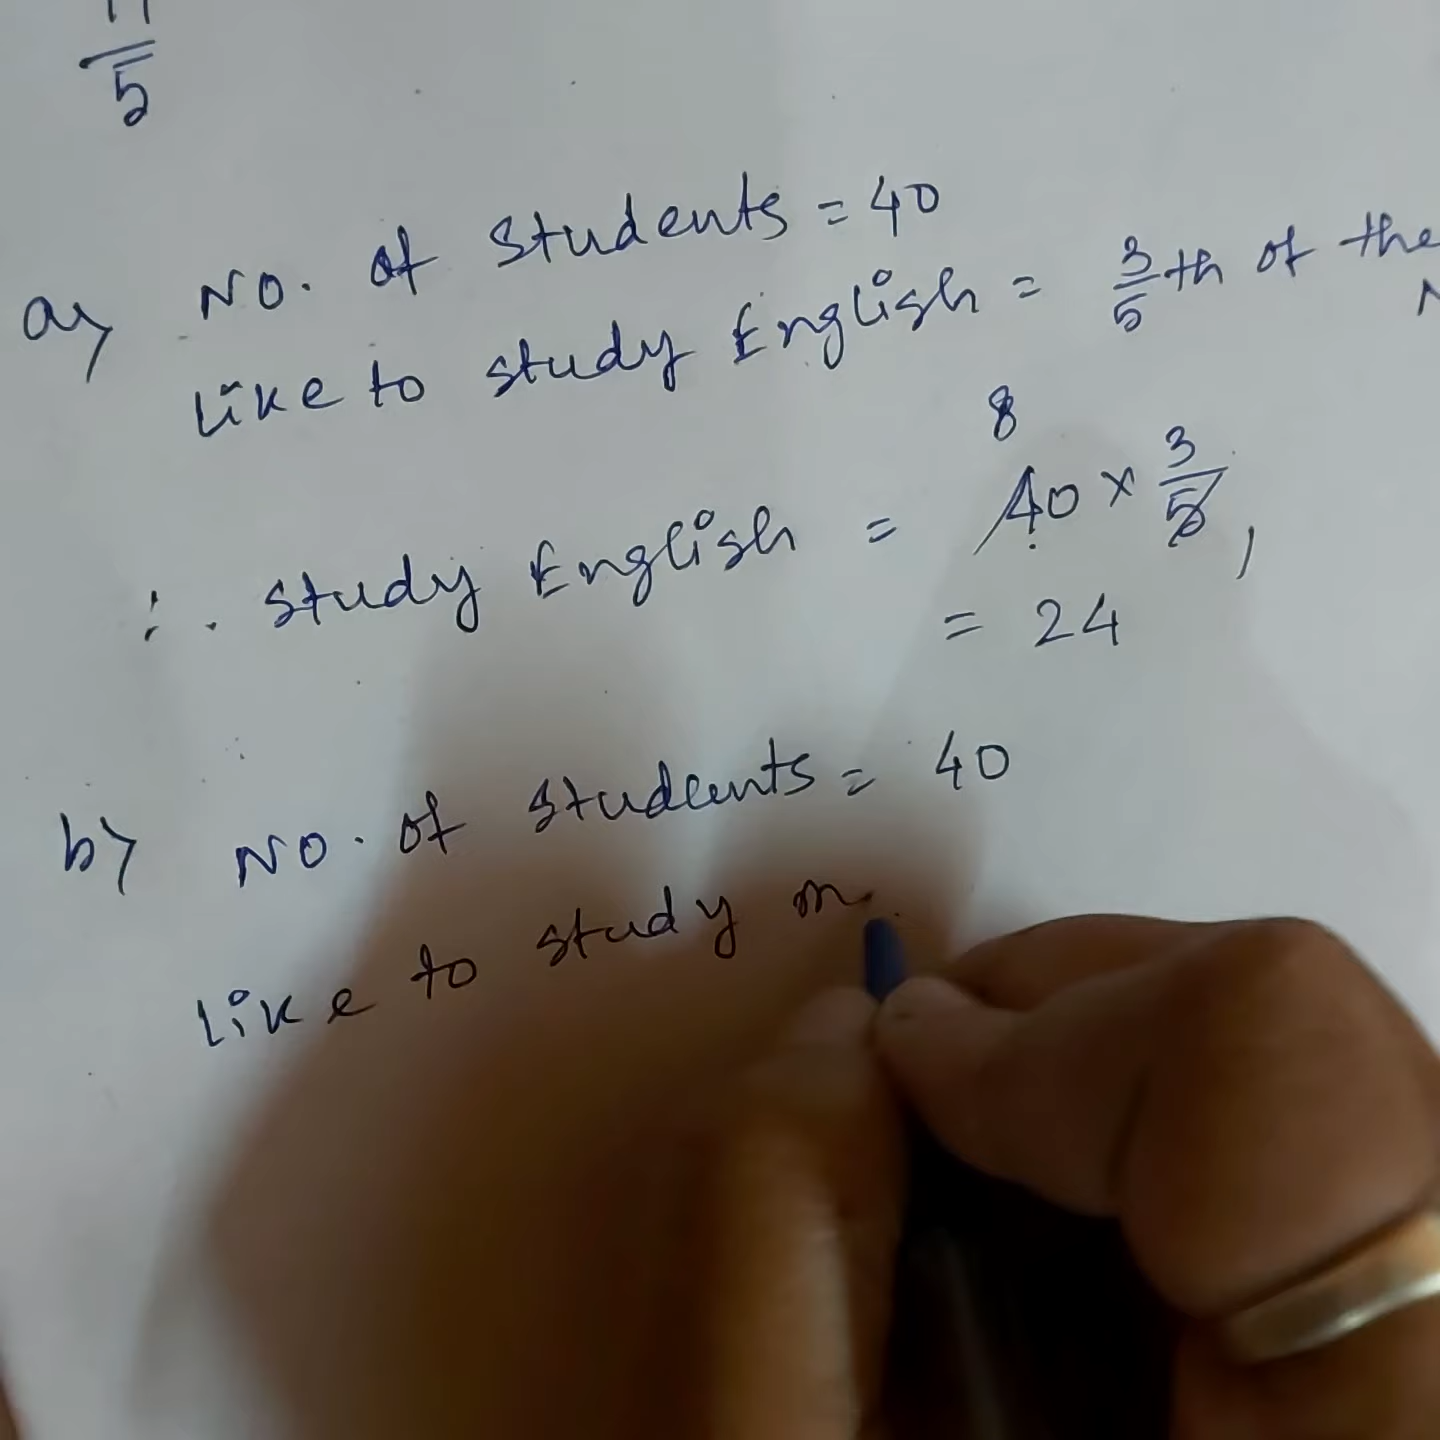 5
a) No. of Students = 40
Like to study English = 3/5 th of the
8
∴ study English = 40 × 3/5
= 24
b) No. of students = 40
Like to study m